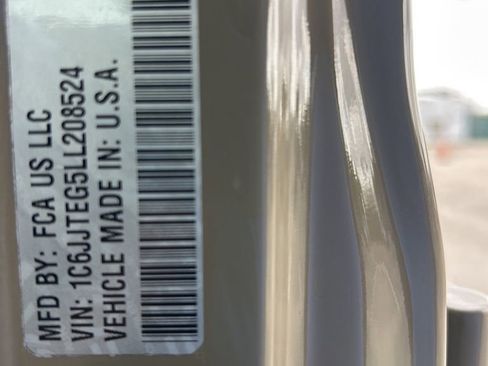 MFD BY: FCA US LLC
VIN: 1C6JJTEG5LL208524
VEHICLE MADE IN: U.S.A.